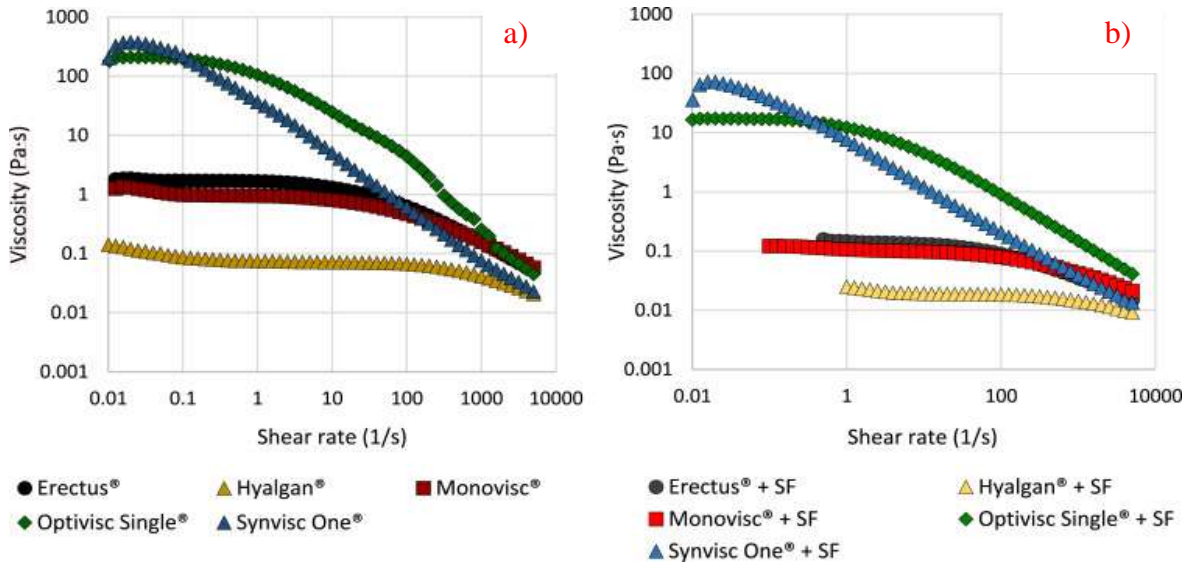 a)
1000
100
10
1
0.1
0.01
0.001
Viscosity (Pa·s)
0.01 0.1 1 10 100 1000 10000
Shear rate (1/s)
Erectus® Hyalgan® Monovisc®
Optivisc Single® Synvisc One®
b)
1000
100
10
1
0.1
0.01
0.001
Viscosity (Pa·s)
0.01 1 100 10000
Shear rate (1/s)
Erectus® + SF Hyalgan® + SF
Monovisc® + SF Optivisc Single® + SF
Synvisc One® + SF